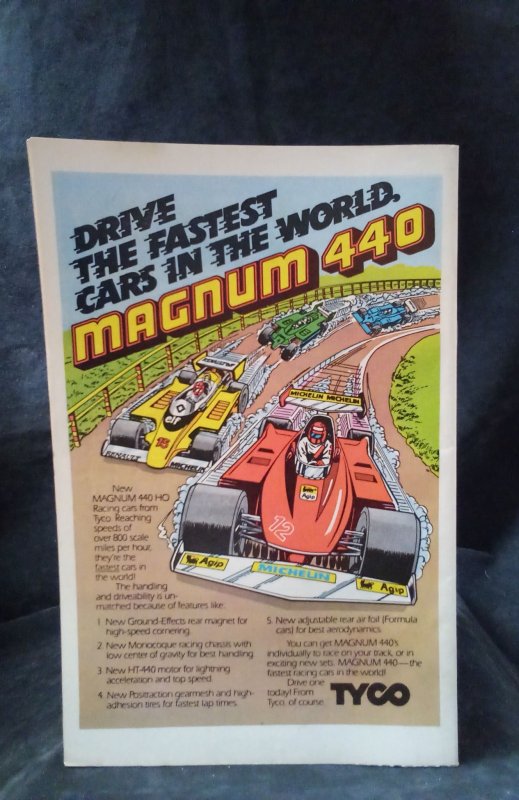 DRIVE
THE FASTEST
CARS IN THE WORLD.
MAGNUM 440
MICHELIN MICHELIN
MICHELIN
15
RENAULT
MICHELIN
Agip
12
Agip
MICHELIN
Agip
New
MAGNUM 440 HO
Racing cars from
Tyco. Reaching
speeds of
over 800 scale
miles per hour,
they're the
fastest cars in
the world!
The handling
and driveability is un-
matched because of features like:
1. New Ground-Effects rear magnet for
high-speed cornering.
2. New Monocoque racing chassis with
low center of gravity for best handling.
3. New HT-440 motor for lightning
acceleration and top speed.
4. New Positraction gearmesh and high-
adhesion tires for fastest lap times.
5. New adjustable rear air foil (Formula
cars) for best aerodynamics.
You can get MAGNUM 440's
individually to race on your track, or in
exciting new sets. MAGNUM 440—the
fastest racing cars in the world!
Drive one
today! From
Tyco, of course.
TYCO